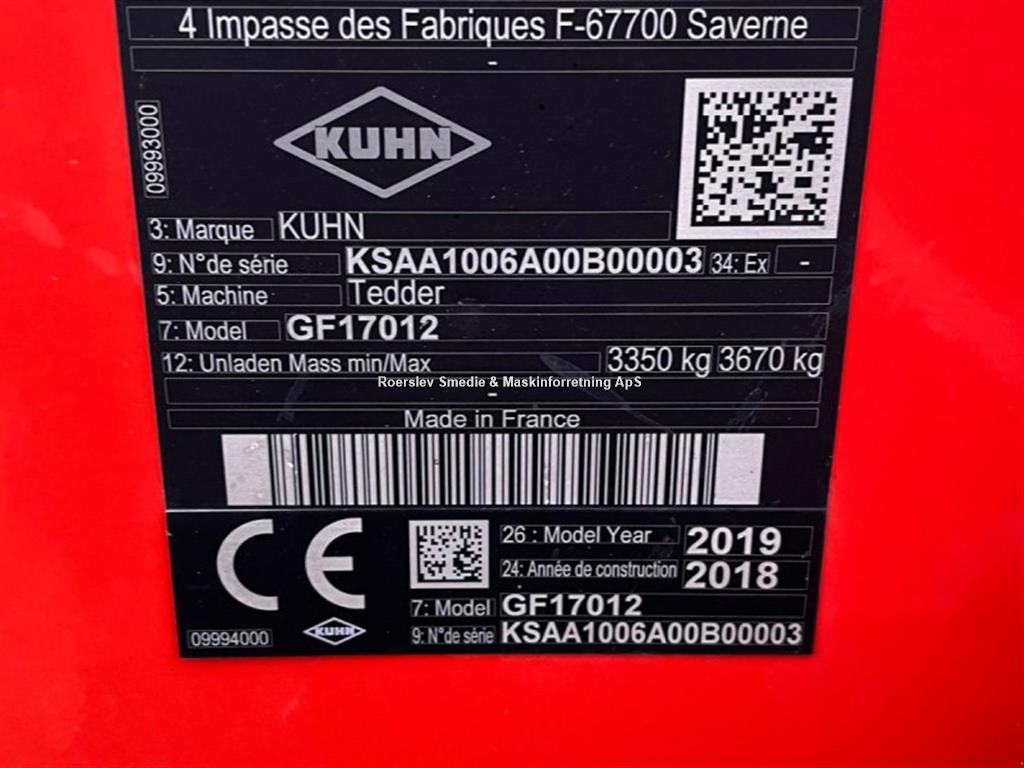 4 Impasse des Fabriques F-67700 Saverne
-
09993000
KUHN
3: Marque KUHN
9: N°de série KSAA1006A00B00003 34: Ex -
5: Machine Tedder
7: Model GF17012
12: Unladen Mass min/Max 3350 kg 3670 kg
Roerslev Smedie & Maskinforretning ApS
-
Made in France
CE
26 : Model Year 2019
24: Année de construction 2018
7: Model GF17012
9: N°de série KSAA1006A00B00003
09994000
KUHN